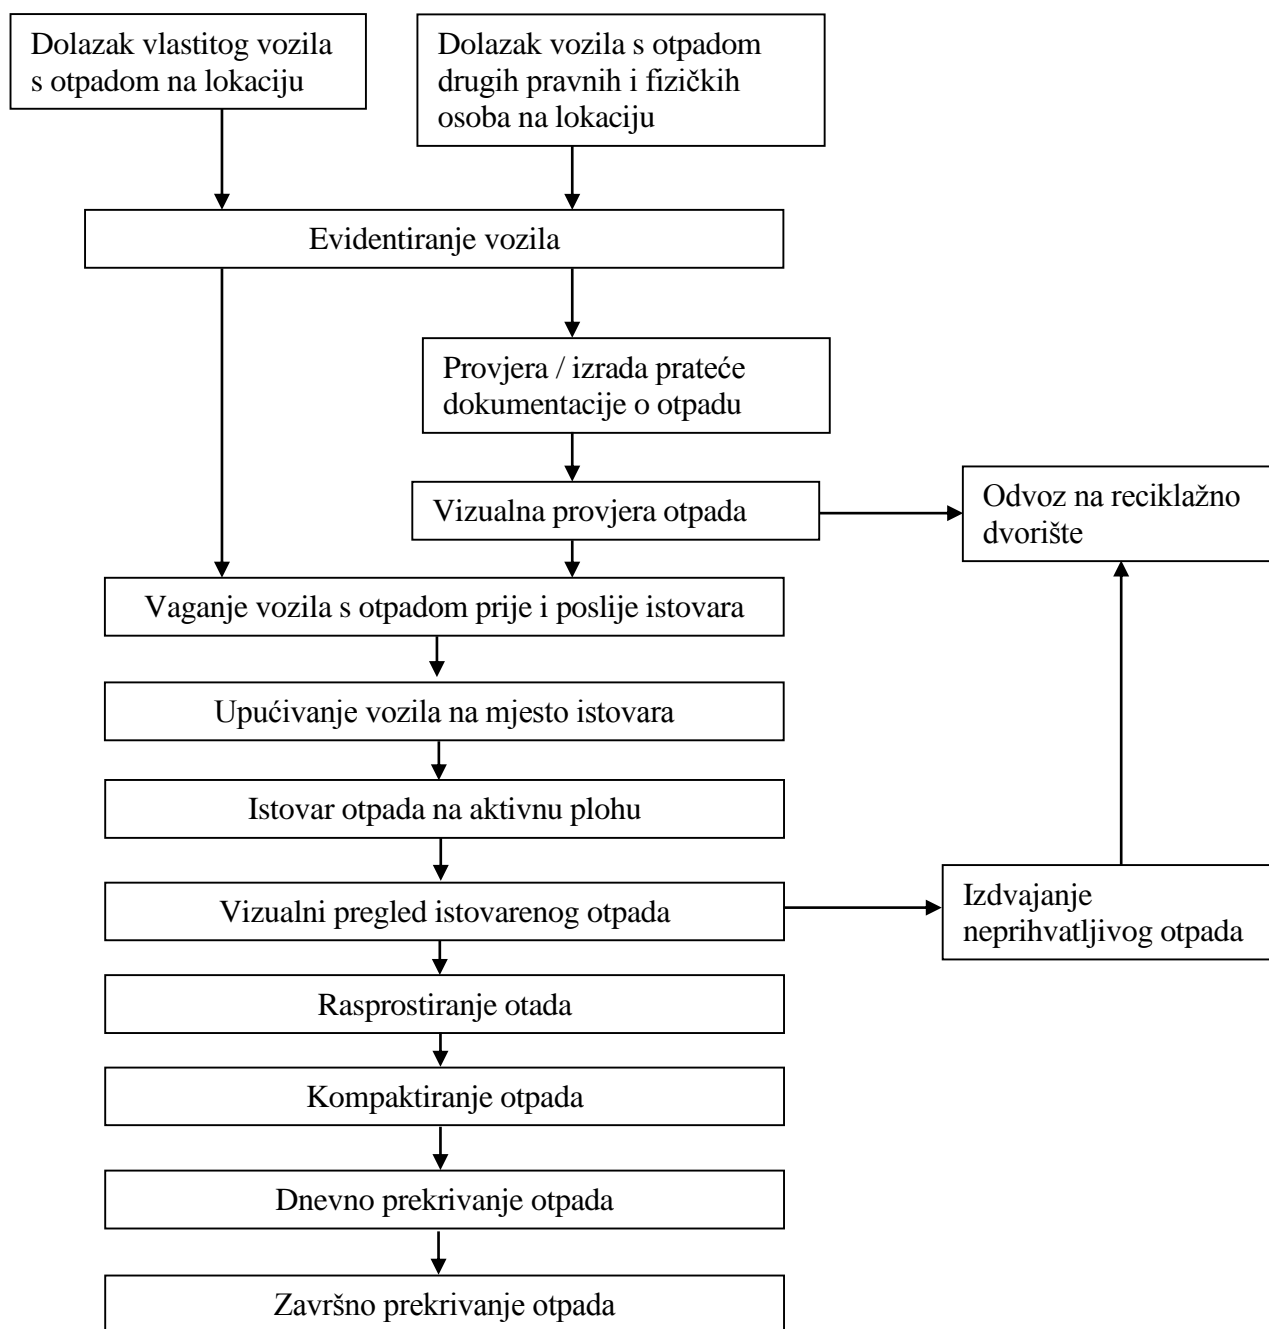 Dolazak vlastitog vozila
s otpadom na lokaciju
Dolazak vozila s otpadom
drugih pravnih i fizičkih
osoba na lokaciju
Evidentiranje vozila
Provjera / izrada prateće
dokumentacije o otpadu
Vizualna provjera otpada
Odvoz na reciklažno
dvorište
Vaganje vozila s otpadom prije i poslije istovara
Upućivanje vozila na mjesto istovara
Istovar otpada na aktivnu plohu
Vizualni pregled istovarenog otpada
Izdvajanje
neprihvatljivog otpada
Rasprostiranje otada
Kompaktiranje otpada
Dnevno prekrivanje otpada
Završno prekrivanje otpada